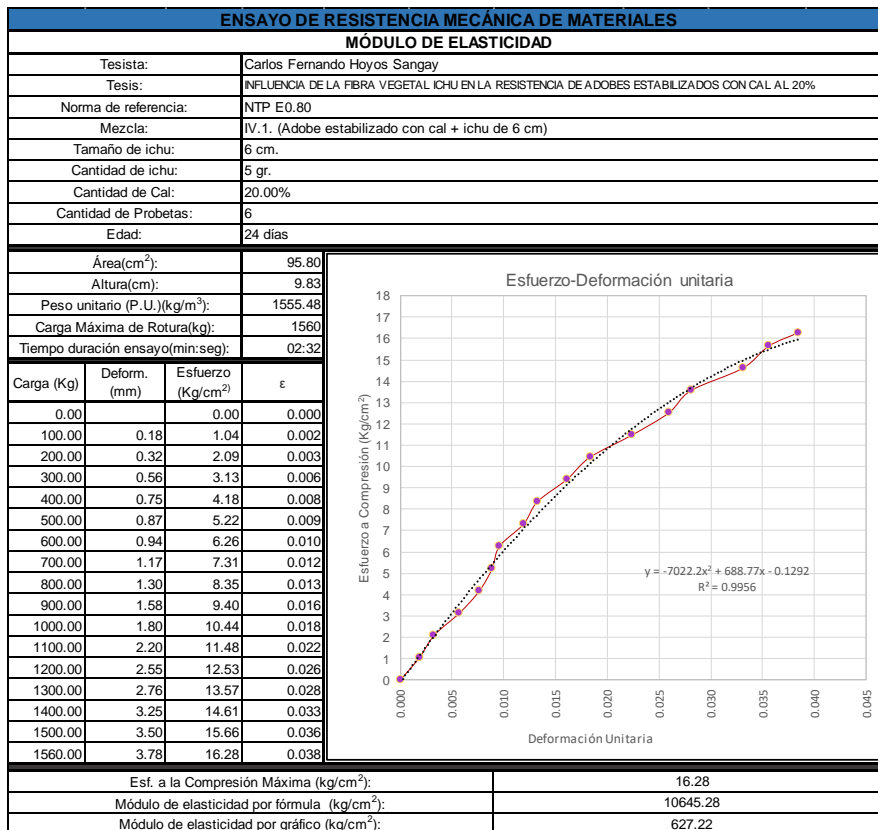 ENSAYO DE RESISTENCIA MECÁNICA DE MATERIALES
MÓDULO DE ELASTICIDAD
Tesista: Carlos Fernando Hoyos Sangay
Tesis: INFLUENCIA DE LA FIBRA VEGETAL ICHU EN LA RESISTENCIA DE ADOBES ESTABILIZADOS CON CAL AL 20%
Norma de referencia: NTP E0.80
Mezcla: IV.1. (Adobe estabilizado con cal + ichu de 6 cm)
Tamaño de ichu: 6 cm.
Cantidad de ichu: 5 gr.
Cantidad de Cal: 20.00%
Cantidad de Probetas: 6
Edad: 24 días
Área(cm²): 95.80
Altura(cm): 9.83
Peso unitario (P.U.)(kg/m³): 1555.48
Carga Máxima de Rotura(kg): 1560
Tiempo duración ensayo(min:seg): 02:32
Carga (Kg) Deform. (mm) Esfuerzo (Kg/cm²) ε
0.00 0.00 0.000
100.00 0.18 1.04 0.002
200.00 0.32 2.09 0.003
300.00 0.56 3.13 0.006
400.00 0.75 4.18 0.008
500.00 0.87 5.22 0.009
600.00 0.94 6.26 0.010
700.00 1.17 7.31 0.012
800.00 1.30 8.35 0.013
900.00 1.58 9.40 0.016
1000.00 1.80 10.44 0.018
1100.00 2.20 11.48 0.022
1200.00 2.55 12.53 0.026
1300.00 2.76 13.57 0.028
1400.00 3.25 14.61 0.033
1500.00 3.50 15.66 0.036
1560.00 3.78 16.28 0.038
Esfuerzo-Deformación unitaria
Esfuerzo a Compresión (Kg/cm²)
18
17
16
15
14
13
12
11
10
9
8
7
6
5
4
3
2
1
0
y = -7022.2x² + 688.77x - 0.1292
R² = 0.9956
0.000 0.005 0.010 0.015 0.020 0.025 0.030 0.035 0.040 0.045
Deformación Unitaria
Esf. a la Compresión Máxima (kg/cm²): 16.28
Módulo de elasticidad por fórmula (kg/cm²): 10645.28
Módulo de elasticidad por gráfico (kg/cm²): 627.22